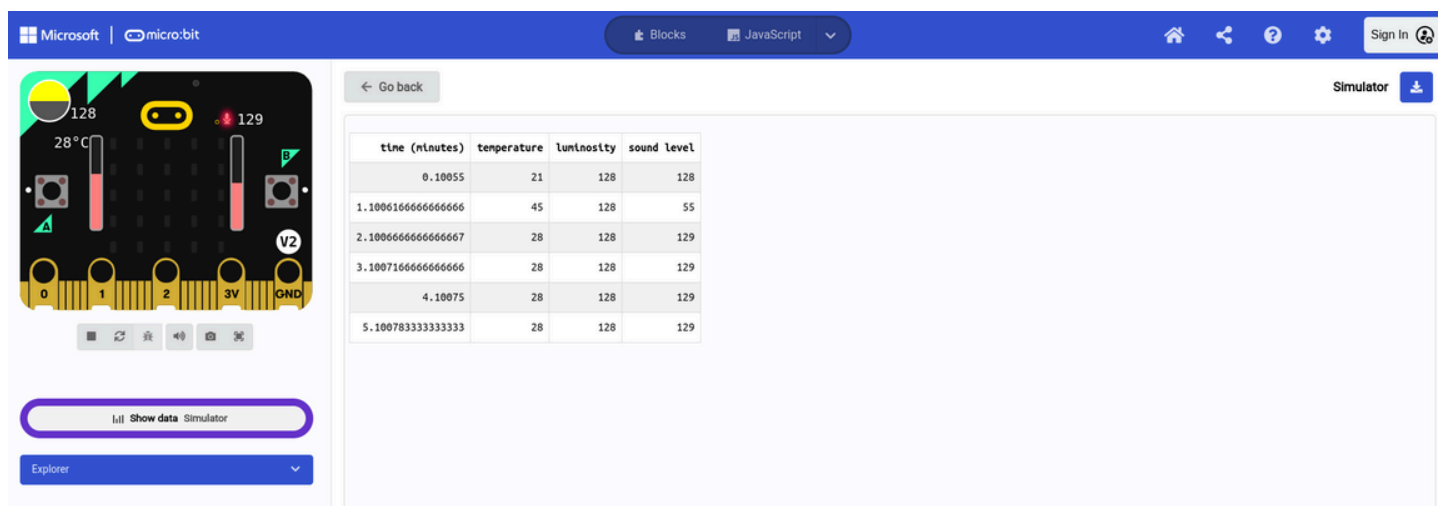 Microsoft | micro:bit
Blocks
JavaScript
Sign In
128
129
28°C
B
A
V2
0 1 2 3V GND
Show data Simulator
Explorer
Go back
Simulator
time (minutes) temperature luminosity sound level
0.10055 21 128 128
1.1006166666666666 45 128 55
2.1006666666666667 28 128 129
3.1007166666666666 28 128 129
4.10075 28 128 129
5.100783333333333 28 128 129